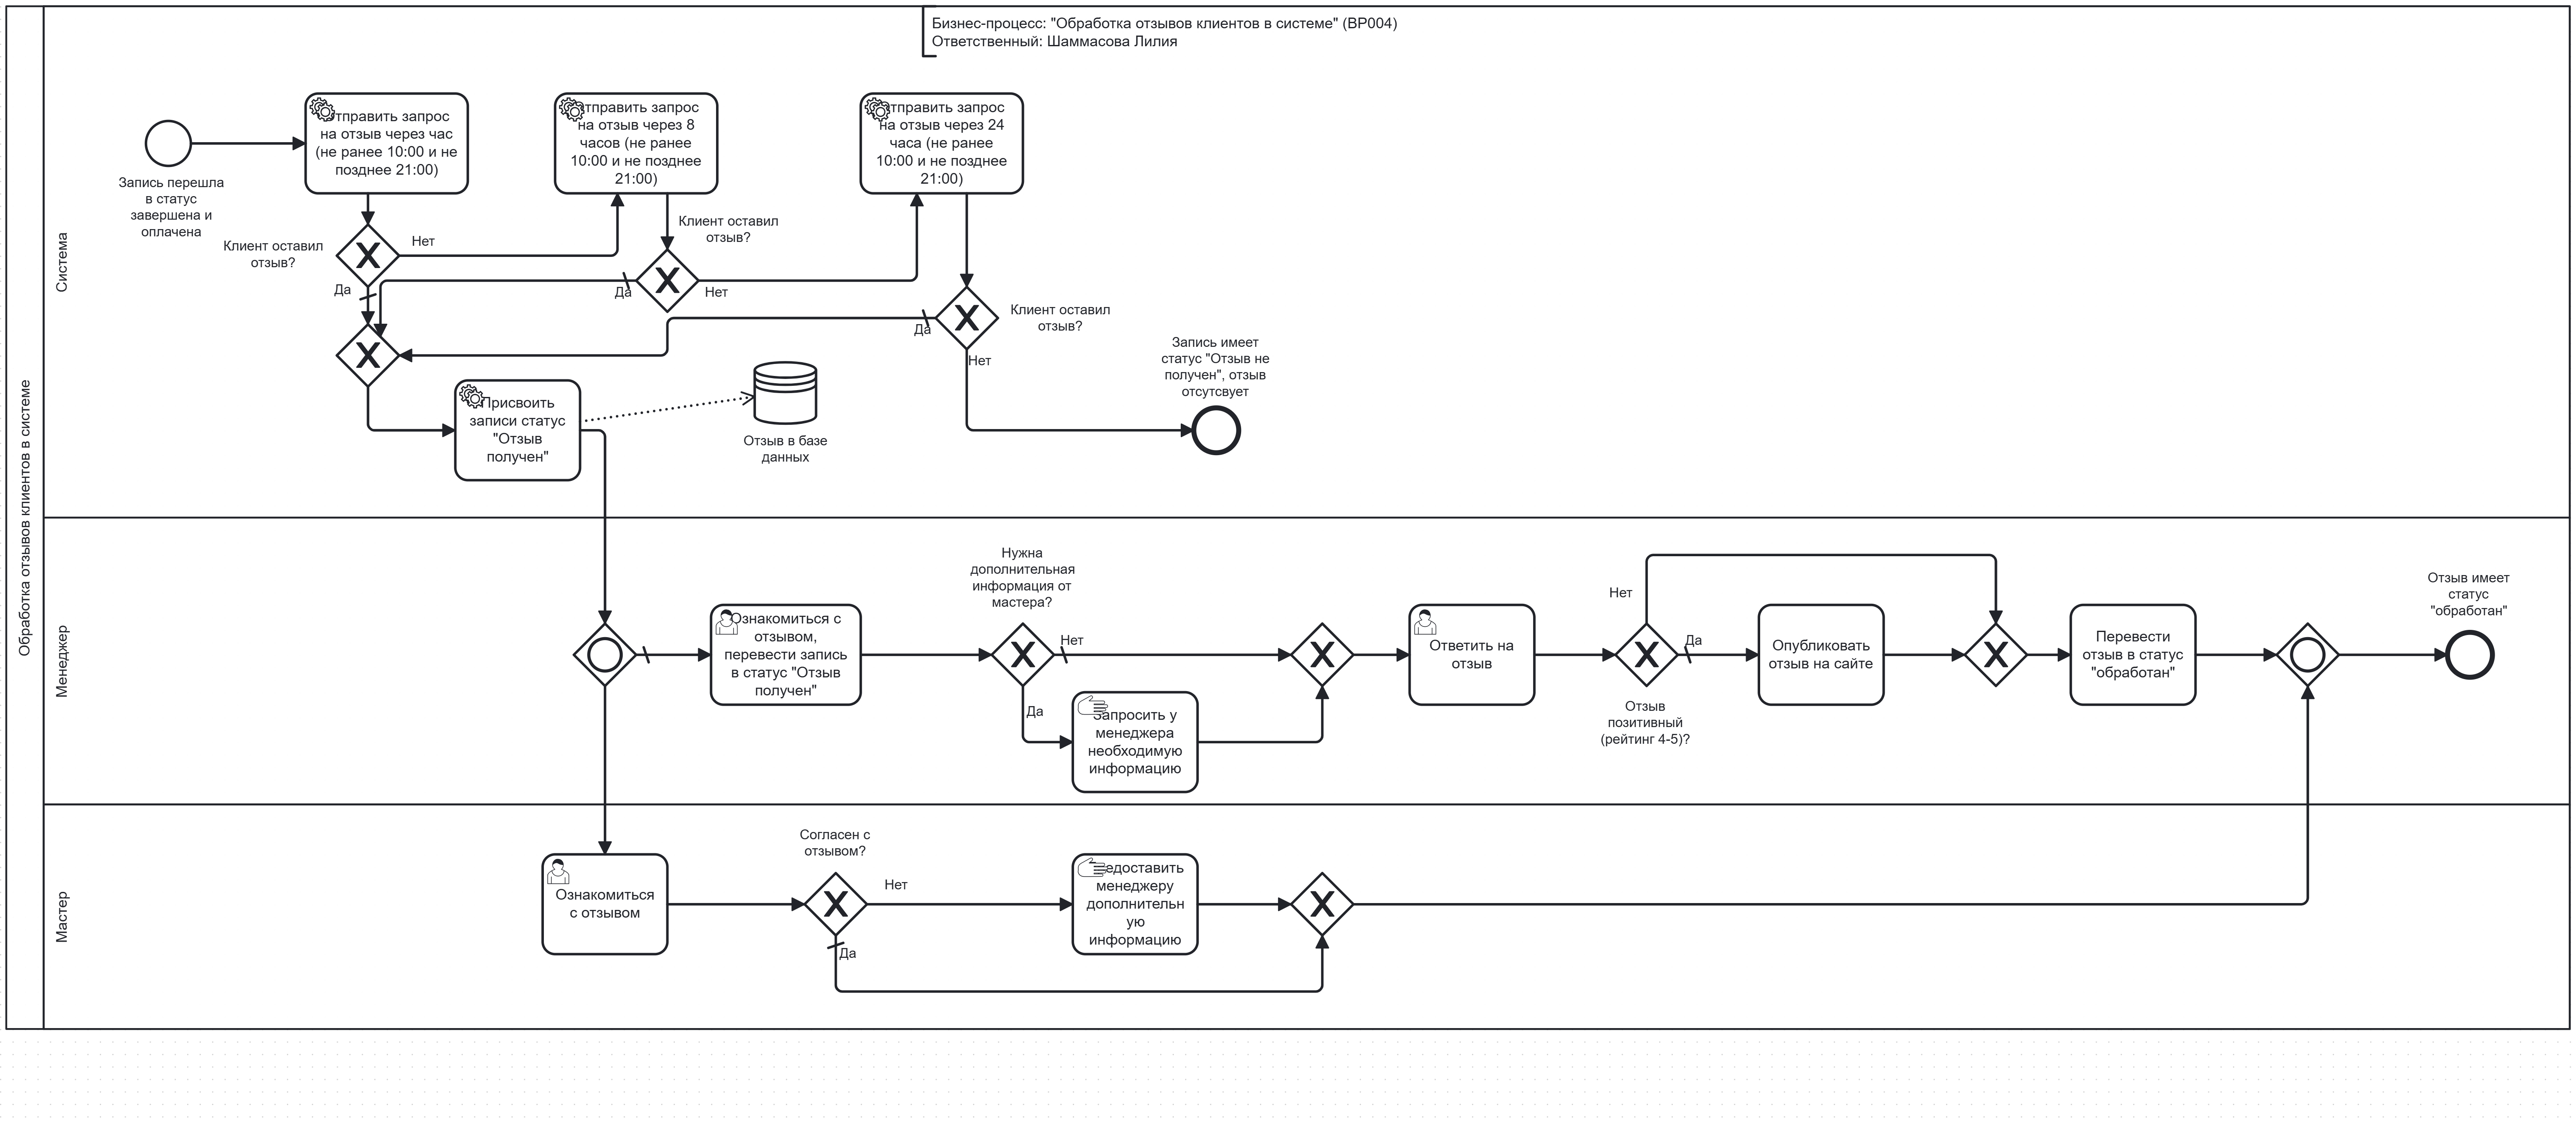 Бизнес-процесс: "Обработка отзывов клиентов в системе" (BP004)
Ответственный: Шаммасова Лилия
Обработка отзывов клиентов в системе
Система
Запись перешла
в статус
завершена и
оплачена
тправить запрос
на отзыв через час
(не ранее 10:00 и не
позднее 21:00)
тправить запрос
на отзыв через 8
часов (не ранее
10:00 и не позднее
21:00)
тправить запрос
на отзыв через 24
часа (не ранее
10:00 и не позднее
21:00)
Клиент оставил
отзыв?
Нет
Да
Клиент оставил
отзыв?
Да
Нет
Клиент оставил
отзыв?
Да
Нет
Запись имеет
статус "Отзыв не
получен", отзыв
отсутсвует
Присвоить
записи статус
"Отзыв
получен"
Отзыв в базе
данных
Менеджер
Ознакомиться с
отзывом,
перевести запись
в статус "Отзыв
получен"
Нужна
дополнительная
информация от
мастера?
Нет
Да
Запросить у
менеджера
необходимую
информацию
Ответить на
отзыв
Нет
Да
Отзыв
позитивный
(рейтинг 4-5)?
Опубликовать
отзыв на сайте
Перевести
отзыв в статус
"обработан"
Отзыв имеет
статус
"обработан"
Мастер
Ознакомиться
с отзывом
Согласен с
отзывом?
Нет
Да
едоставить
менеджеру
дополнительн
ую
информацию